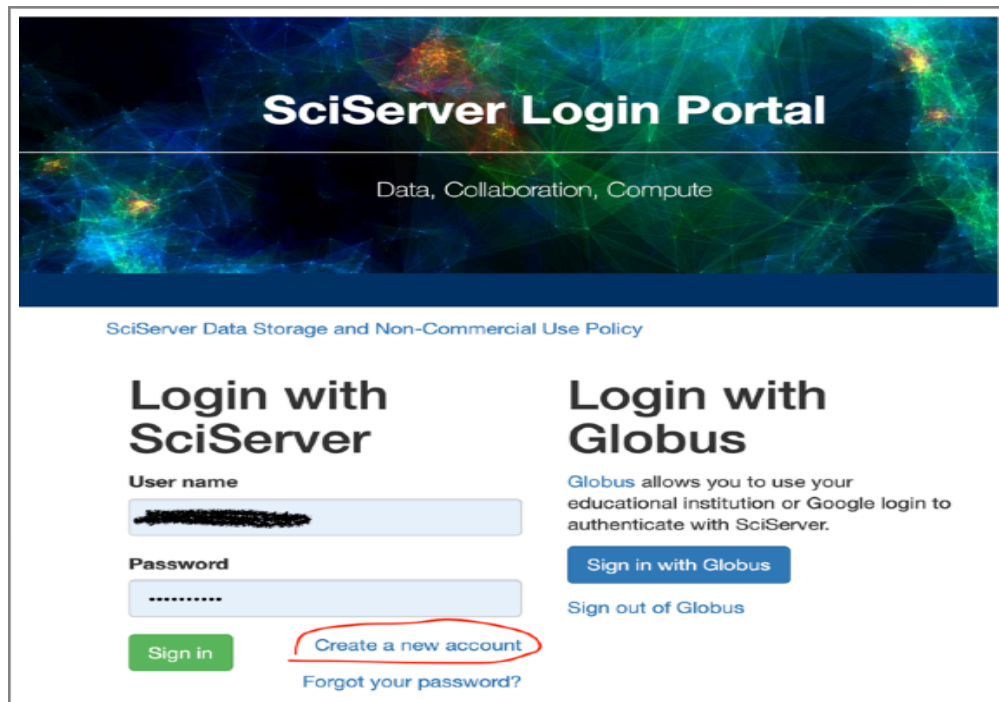 SciServer Login Portal
Data, Collaboration, Compute
SciServer Data Storage and Non-Commercial Use Policy
Login with
SciServer
User name
Password
••••••••••
Sign in
Create a new account
Forgot your password?
Login with
Globus
Globus allows you to use your
educational institution or Google login to
authenticate with SciServer.
Sign in with Globus
Sign out of Globus